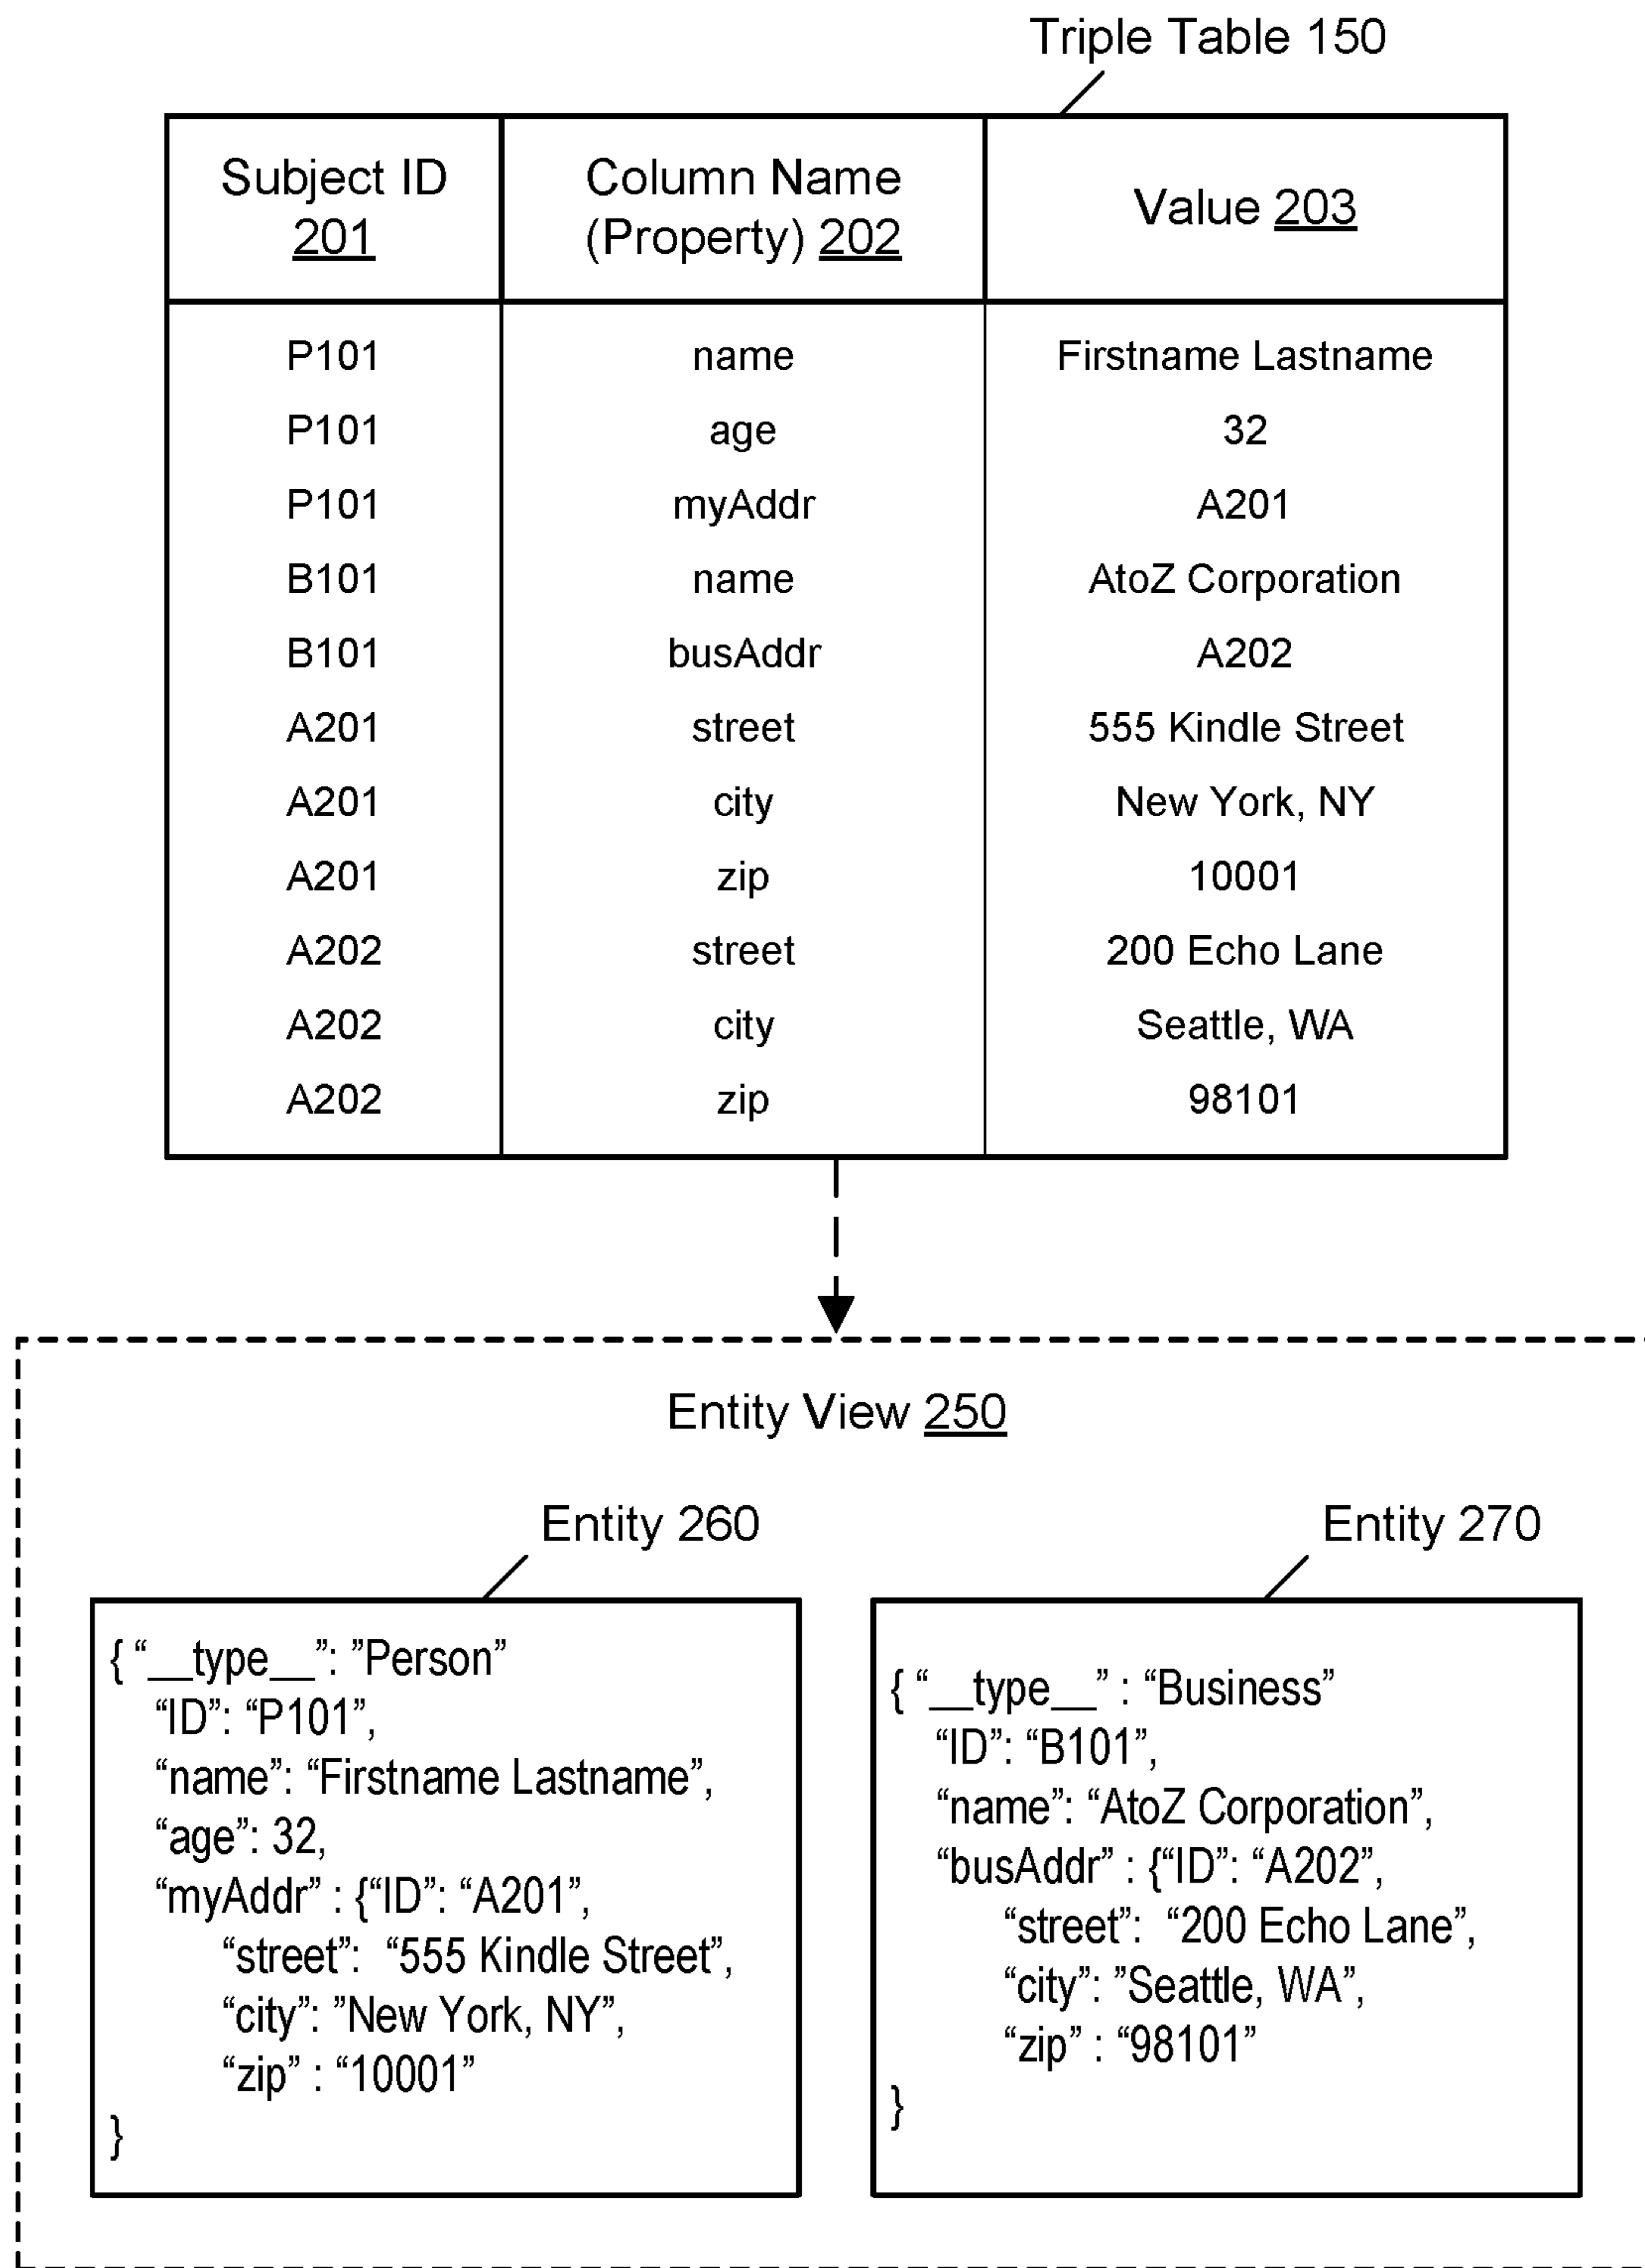 Triple Table 150
Subject ID 201 Column Name (Property) 202 Value 203
P101 name Firstname Lastname
P101 age 32
P101 myAddr A201
B101 name AtoZ Corporation
B101 busAddr A202
A201 street 555 Kindle Street
A201 city New York, NY
A201 zip 10001
A202 street 200 Echo Lane
A202 city Seattle, WA
A202 zip 98101
Entity View 250
Entity 260
{ “__type__”: ”Person”
“ID”: “P101”,
“name”: “Firstname Lastname”,
“age”: 32,
“myAddr” : {“ID”: “A201”,
“street”: “555 Kindle Street”,
“city”: ”New York, NY”,
“zip” : “10001”
}
Entity 270
{ “__type__” : “Business”
“ID”: “B101”,
“name”: “AtoZ Corporation”,
“busAddr” : {“ID”: “A202”,
“street”: “200 Echo Lane”,
“city”: ”Seattle, WA”,
“zip” : “98101”
}